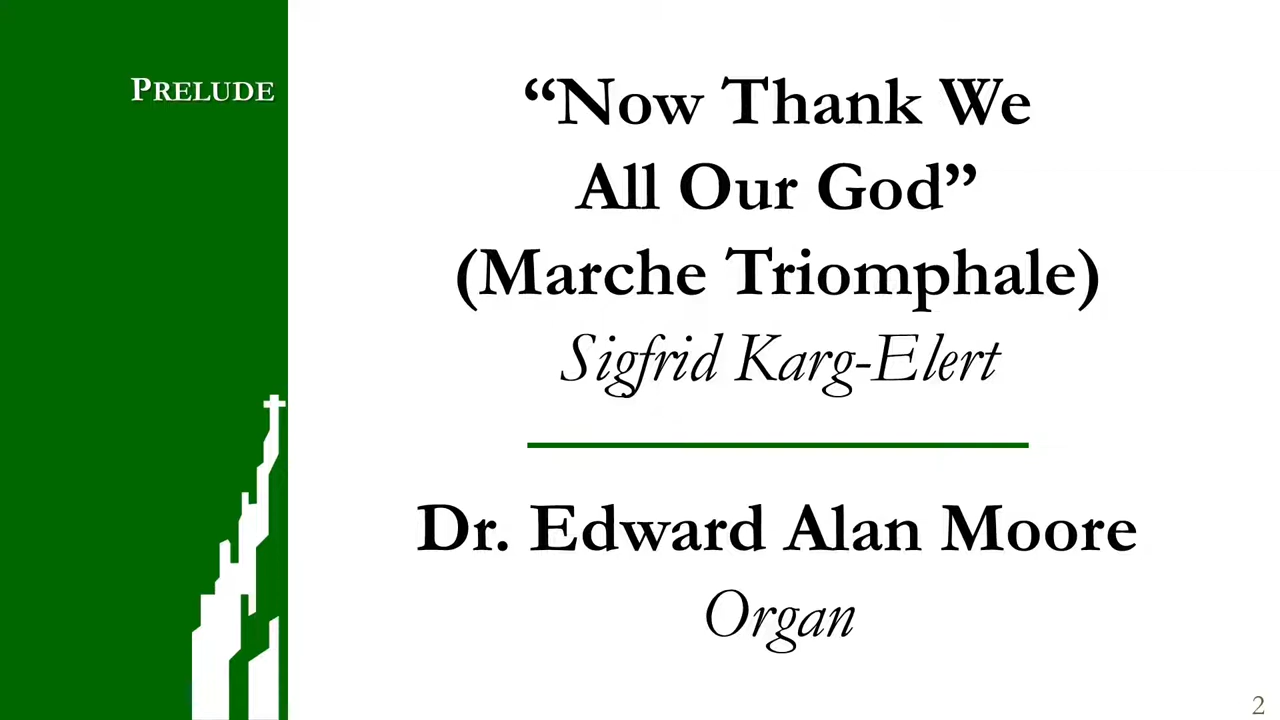 PRELUDE
“Now Thank We
All Our God”
(Marche Triomphale)
Sigfrid Karg-Elert
Dr. Edward Alan Moore
Organ
2